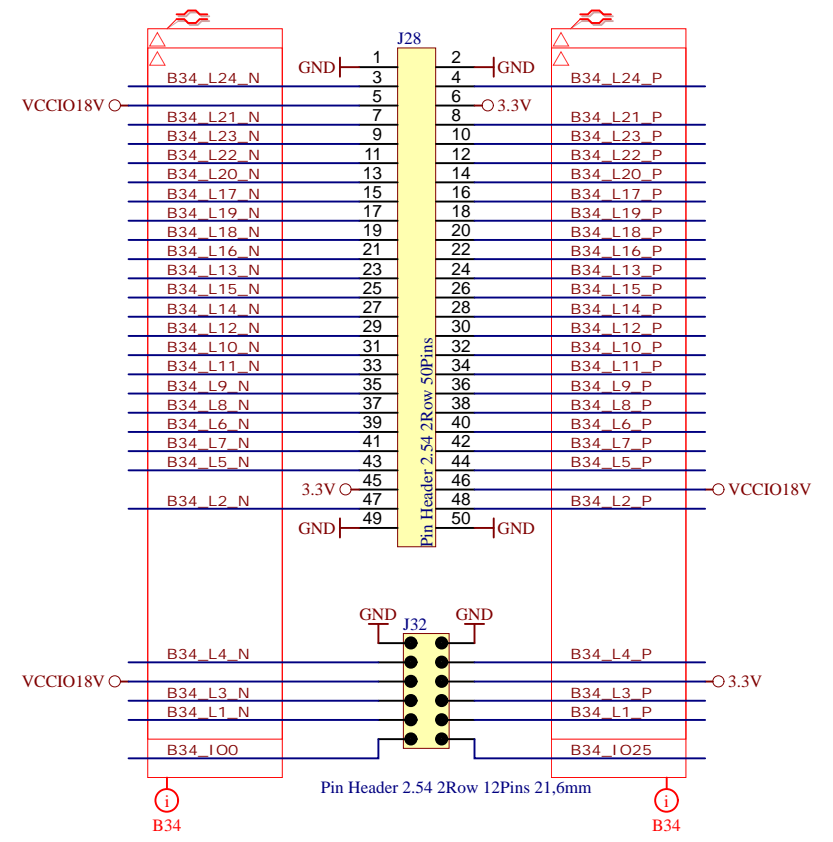 J28
GND 1 2 GND
B34_L24_N 3 4 B34_L24_P
VCCIO18V 5 6 3.3V
B34_L21_N 7 8 B34_L21_P
B34_L23_N 9 10 B34_L23_P
B34_L22_N 11 12 B34_L22_P
B34_L20_N 13 14 B34_L20_P
B34_L17_N 15 16 B34_L17_P
B34_L19_N 17 18 B34_L19_P
B34_L18_N 19 20 B34_L18_P
B34_L16_N 21 22 B34_L16_P
B34_L13_N 23 24 B34_L13_P
B34_L15_N 25 26 B34_L15_P
B34_L14_N 27 28 B34_L14_P
B34_L12_N 29 30 B34_L12_P
B34_L10_N 31 32 B34_L10_P
B34_L11_N 33 34 B34_L11_P
B34_L9_N 35 36 B34_L9_P
B34_L8_N 37 38 B34_L8_P
B34_L6_N 39 40 B34_L6_P
B34_L7_N 41 42 B34_L7_P
B34_L5_N 43 44 B34_L5_P
3.3V 45 46 VCCIO18V
B34_L2_N 47 48 B34_L2_P
GND 49 50 GND
Pin Header 2.54 2Row 50Pins
GND GND
J32
B34_L4_N B34_L4_P
VCCIO18V 3.3V
B34_L3_N B34_L3_P
B34_L1_N B34_L1_P
B34_IO0 B34_IO25
Pin Header 2.54 2Row 12Pins 21,6mm
i i
B34 B34